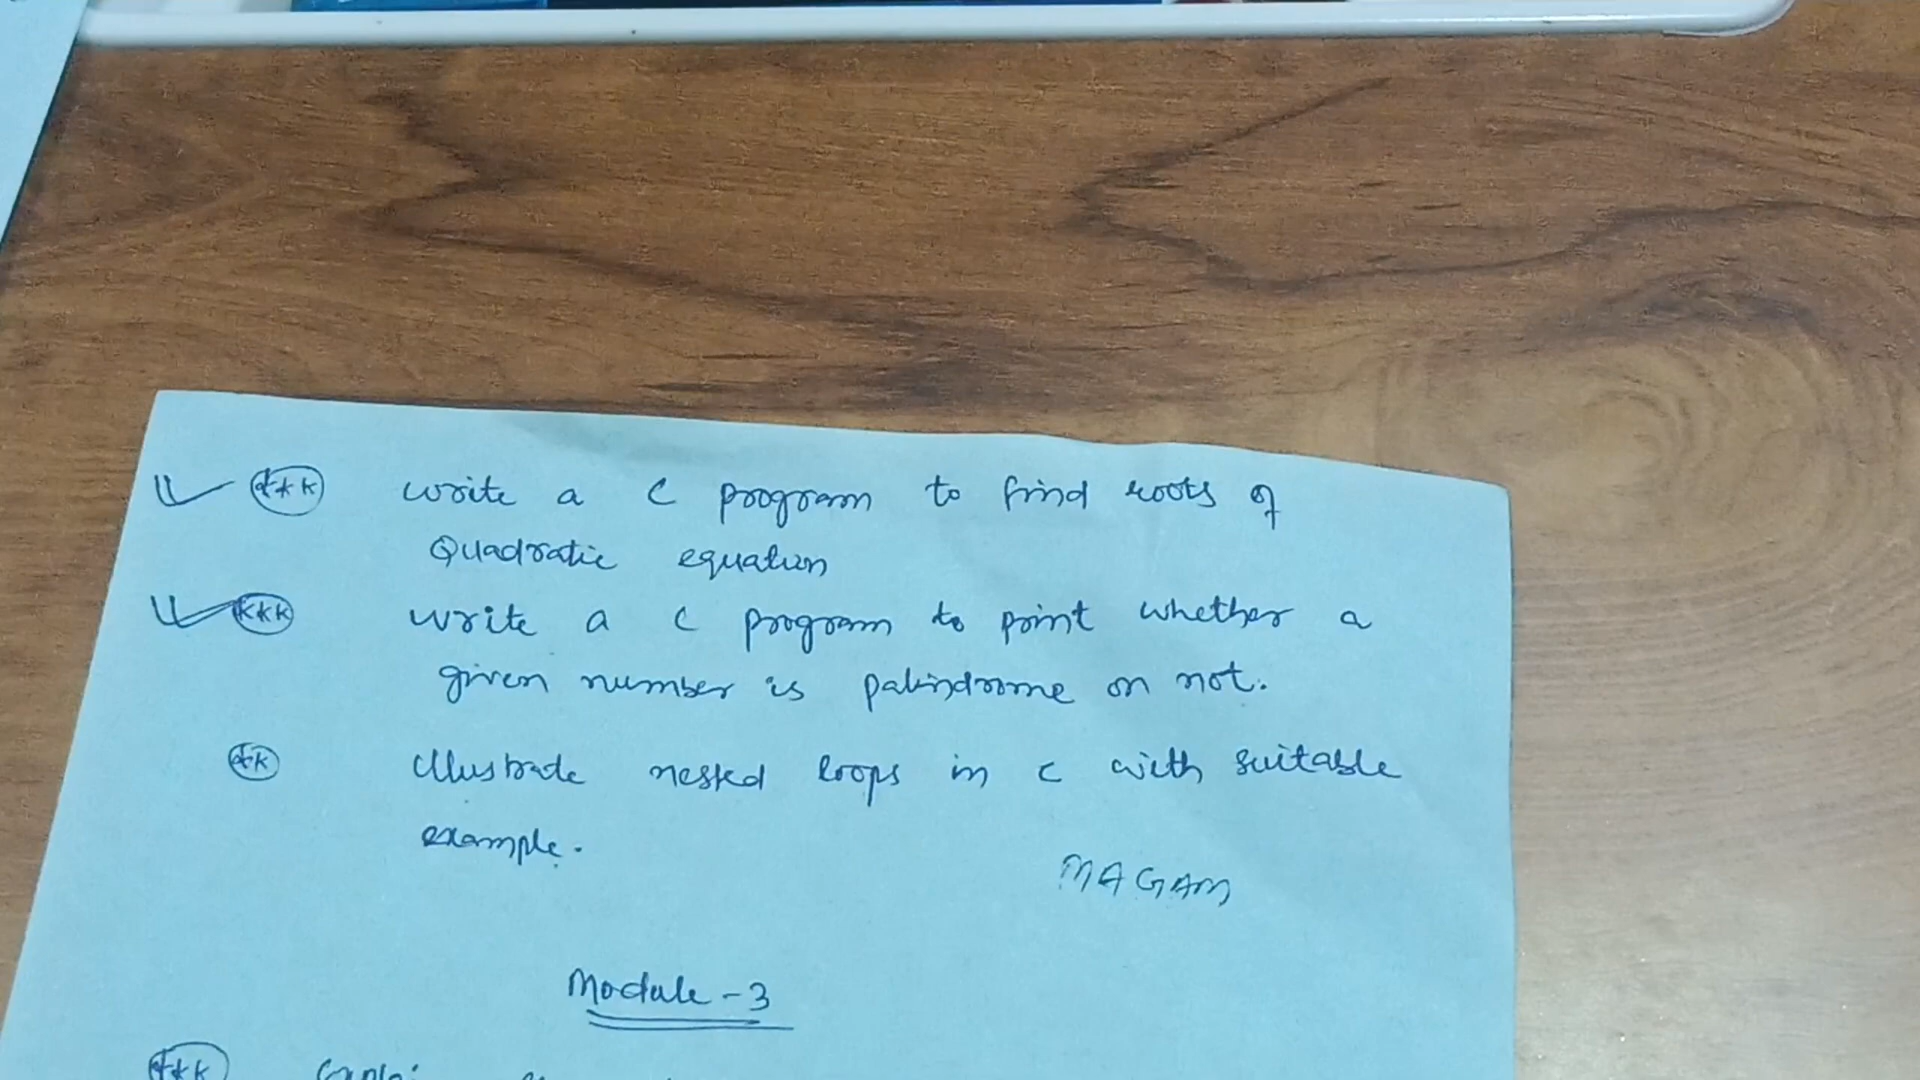 *** write a c program to find roots of
Quadratic equation
*** write a c program to print whether a
given number is palindrome or not.
** illustrate nested loops in c with suitable
example.
MAGAM
Module - 3
***